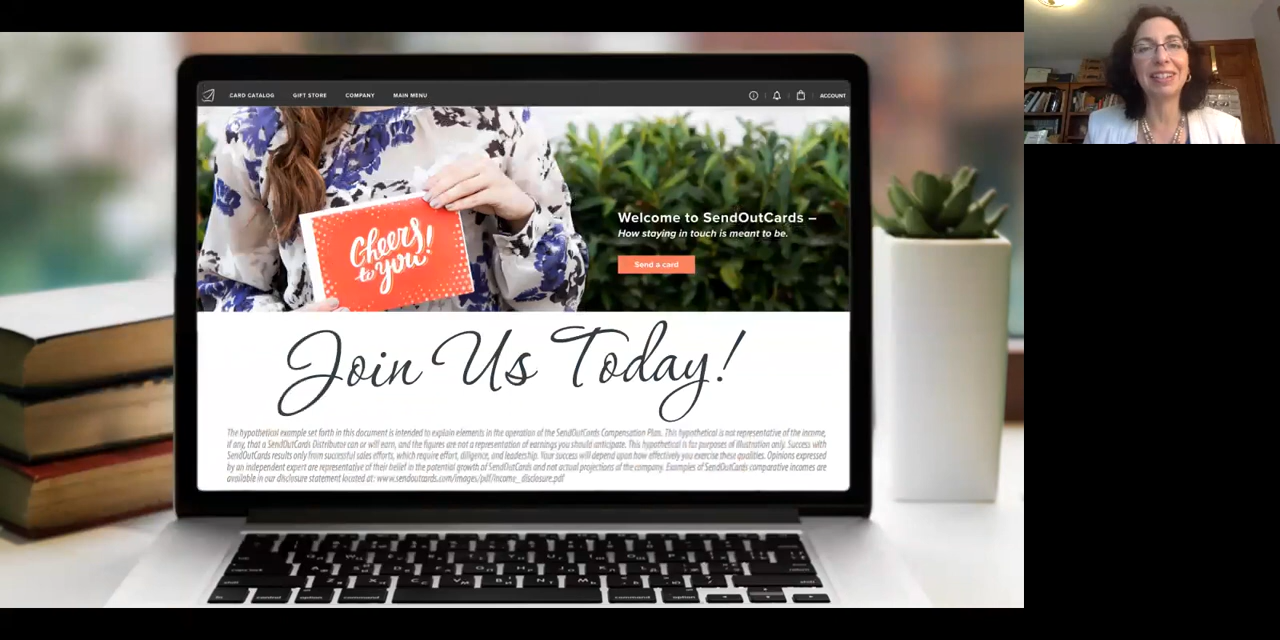 CARD CATALOG GIFT STORE COMPANY MAIN MENU ACCOUNT
Cheers
to you!
Welcome to SendOutCards –
How staying in touch is meant to be.
Send a card
Join Us Today!
The hypothetical example set forth in this document is intended to explain elements in the operation of the SendOutCards Compensation Plan. This hypothetical is not representative of the income,
if any, that a SendOutCards Distributor can or will earn, and the figures are not a representation of earnings you should anticipate. This hypothetical is for purposes of illustration only. Success with
SendOutCards results only from successful sales efforts, which require effort, diligence, and leadership. Your success will depend upon how effectively you exercise these qualities. Opinions expressed
by an independent expert are representative of their belief in the potential growth of SendOutCards and not actual projections of the company. Examples of SendOutCards comparative incomes are
available in our disclosure statement located at: www.sendoutcards.com/images/pdf/income_disclosure.pdf
control option command command option